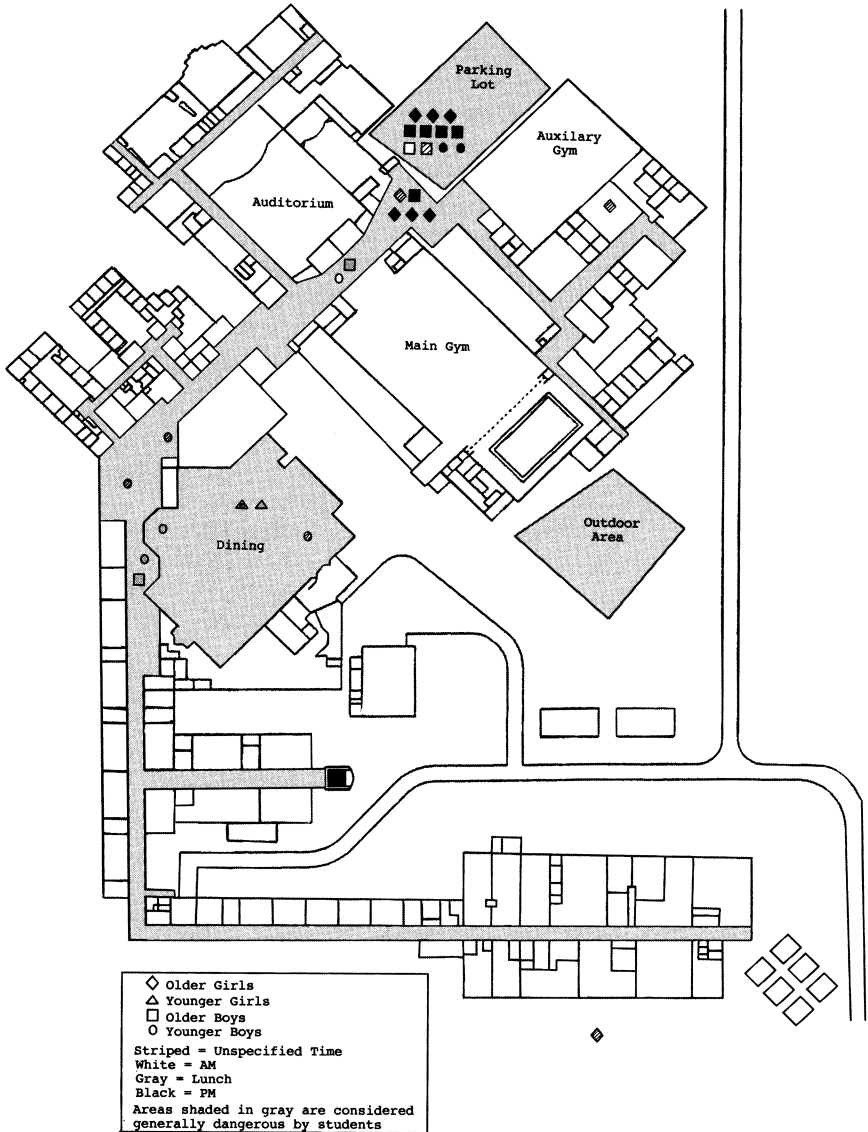 Parking
Lot
Auxilary
Gym
Auditorium
Main Gym
Outdoor
Area
Dining
Older Girls
Younger Girls
Older Boys
Younger Boys
Striped = Unspecified Time
White = AM
Gray = Lunch
Black = PM
Areas shaded in gray are considered
generally dangerous by students